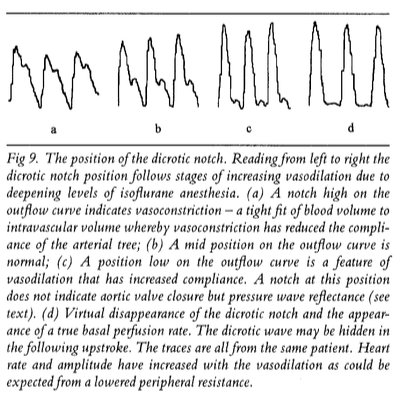 a b c d
Fig 9. The position of the dicrotic notch. Reading from left to right the
dicrotic notch position follows stages of increasing vasodilation due to
deepening levels of isoflurane anesthesia. (a) A notch high on the
outflow curve indicates vasoconstriction – a tight fit of blood volume to
intravascular volume whereby vasoconstriction has reduced the compli-
ance of the arterial tree; (b) A mid position on the outflow curve is
normal; (c) A position low on the outflow curve is a feature of
vasodilation that has increased compliance. A notch at this position
does not indicate aortic valve closure but pressure wave reflectance (see
text). (d) Virtual disappearance of the dicrotic notch and the appear-
ance of a true basal perfusion rate. The dicrotic wave may be hidden in
the following upstroke. The traces are all from the same patient. Heart
rate and amplitude have increased with the vasodilation as could be
expected from a lowered peripheral resistance.